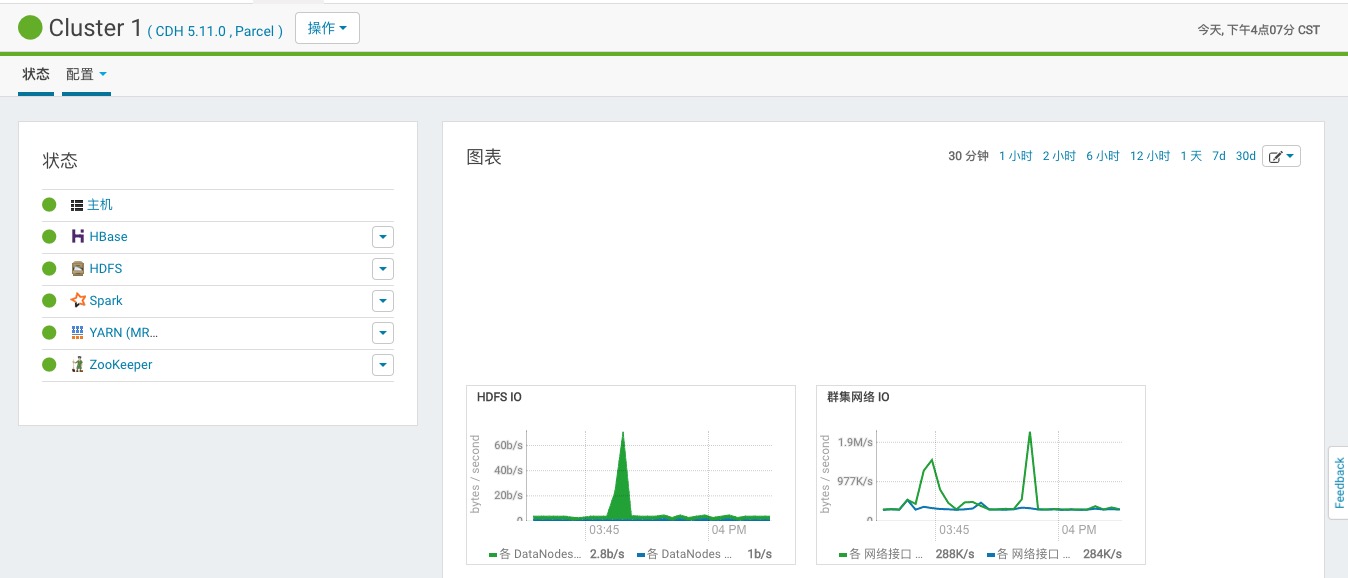 Cluster 1 ( CDH 5.11.0 , Parcel ) 操作
今天, 下午4点07分 CST
状态 配置
状态
主机
HBase
HDFS
Spark
YARN (MR...
ZooKeeper
图表
30 分钟 1 小时 2 小时 6 小时 12 小时 1 天 7d 30d
HDFS IO
bytes / second
60b/s
40b/s
20b/s
0
03:45 04 PM
各 DataNodes... 2.8b/s 各 DataNodes ... 1b/s
群集网络 IO
bytes / second
1.9M/s
977K/s
0
03:45 04 PM
各 网络接口 ... 288K/s 各 网络接口 ... 284K/s
Feedback